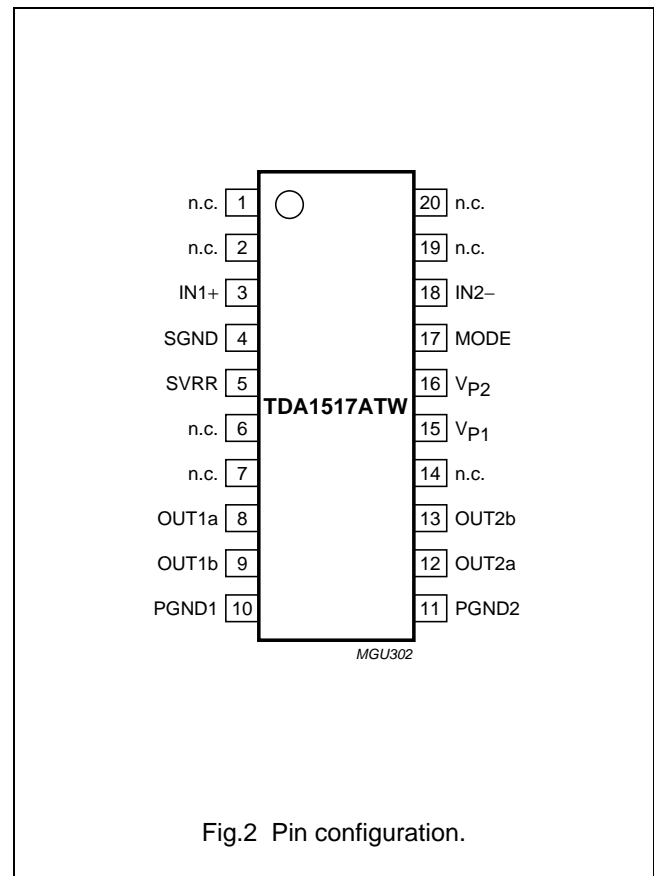 n.c. 1
n.c. 2
IN1+ 3
SGND 4
SVRR 5
n.c. 6
n.c. 7
OUT1a 8
OUT1b 9
PGND1 10
TDA1517ATW
20 n.c.
19 n.c.
18 IN2−
17 MODE
16 VP2
15 VP1
14 n.c.
13 OUT2b
12 OUT2a
11 PGND2
MGU302
Fig.2 Pin configuration.